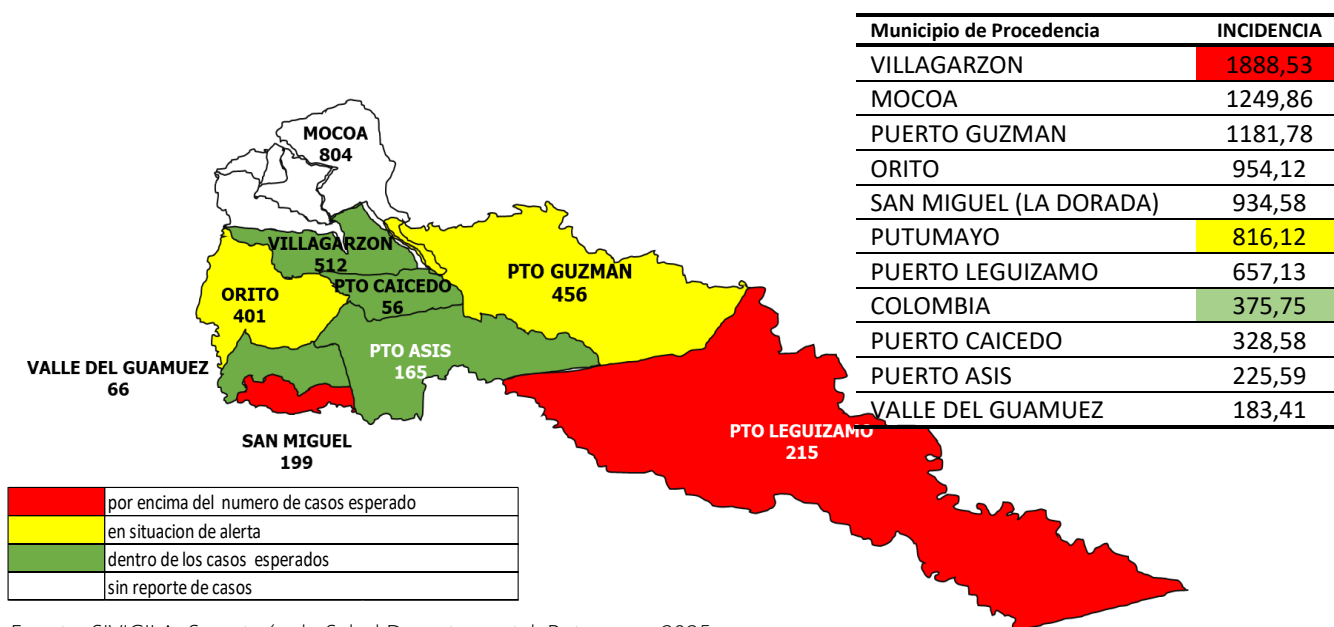 Municipio de Procedencia INCIDENCIA
VILLAGARZON 1888,53
MOCOA 1249,86
PUERTO GUZMAN 1181,78
ORITO 954,12
SAN MIGUEL (LA DORADA) 934,58
PUTUMAYO 816,12
PUERTO LEGUIZAMO 657,13
COLOMBIA 375,75
PUERTO CAICEDO 328,58
PUERTO ASIS 225,59
VALLE DEL GUAMUEZ 183,41
MOCOA
804
VILLAGARZON
512
PTO CAICEDO
56
PTO GUZMAN
456
ORITO
401
PTO ASIS
165
VALLE DEL GUAMUEZ
66
SAN MIGUEL
199
PTO LEGUIZAMO
215
por encima del numero de casos esperado
en situacion de alerta
dentro de los casos esperados
sin reporte de casos